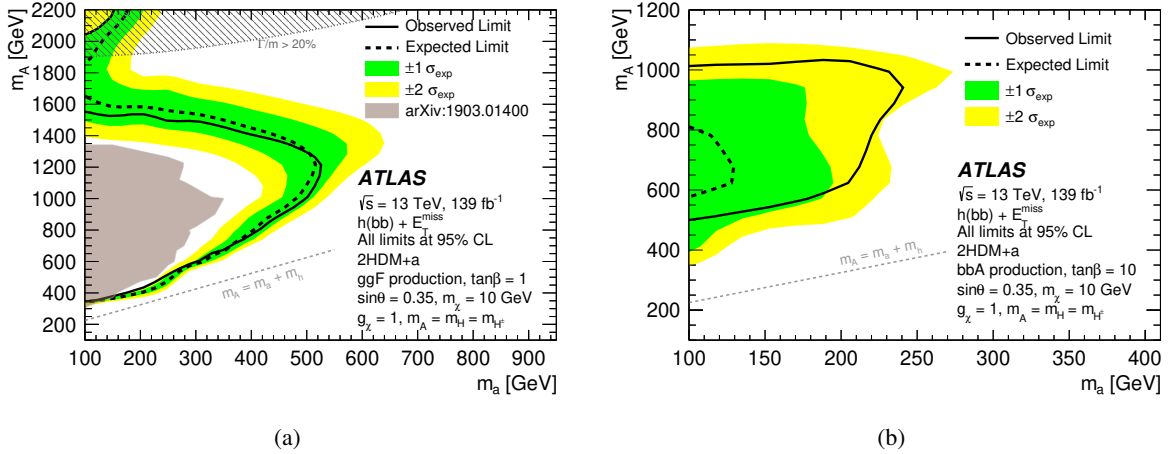 m_A [GeV]
2200
2000
1800
1600
1400
1200
1000
800
600
400
200
Observed Limit
Γ/m > 20%
Expected Limit
±1 σ_exp
±2 σ_exp
arXiv:1903.01400
ATLAS
√s = 13 TeV, 139 fb⁻¹
h(bb) + E_T^miss
All limits at 95% CL
2HDM+a
ggF production, tanβ = 1
sinθ = 0.35, m_χ = 10 GeV
g_χ = 1, m_A = m_H = m_H±
m_A = m_a + m_h
100 200 300 400 500 600 700 800 900
m_a [GeV]
(a)
m_A [GeV]
1200
1000
800
600
400
200
Observed Limit
Expected Limit
±1 σ_exp
±2 σ_exp
ATLAS
√s = 13 TeV, 139 fb⁻¹
h(bb) + E_T^miss
All limits at 95% CL
2HDM+a
bbA production, tanβ = 10
sinθ = 0.35, m_χ = 10 GeV
g_χ = 1, m_A = m_H = m_H±
m_A = m_a + m_h
100 150 200 250 300 350 400
m_a [GeV]
(b)